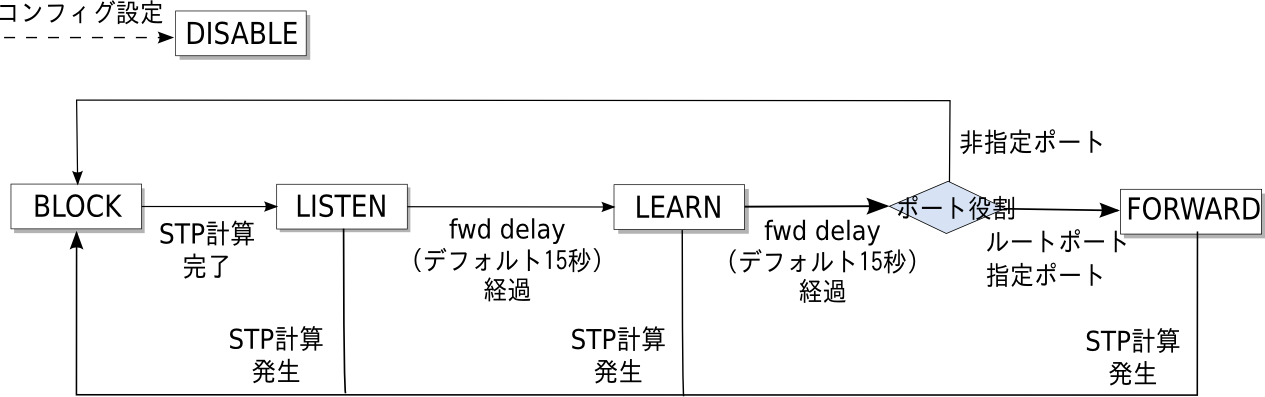 コンフィグ設定
DISABLE
非指定ポート
BLOCK
LISTEN
LEARN
ポート役割
FORWARD
STP計算
完了
fwd delay
（デフォルト15秒）
経過
fwd delay
（デフォルト15秒）
経過
ルートポート
指定ポート
STP計算
発生
STP計算
発生
STP計算
発生